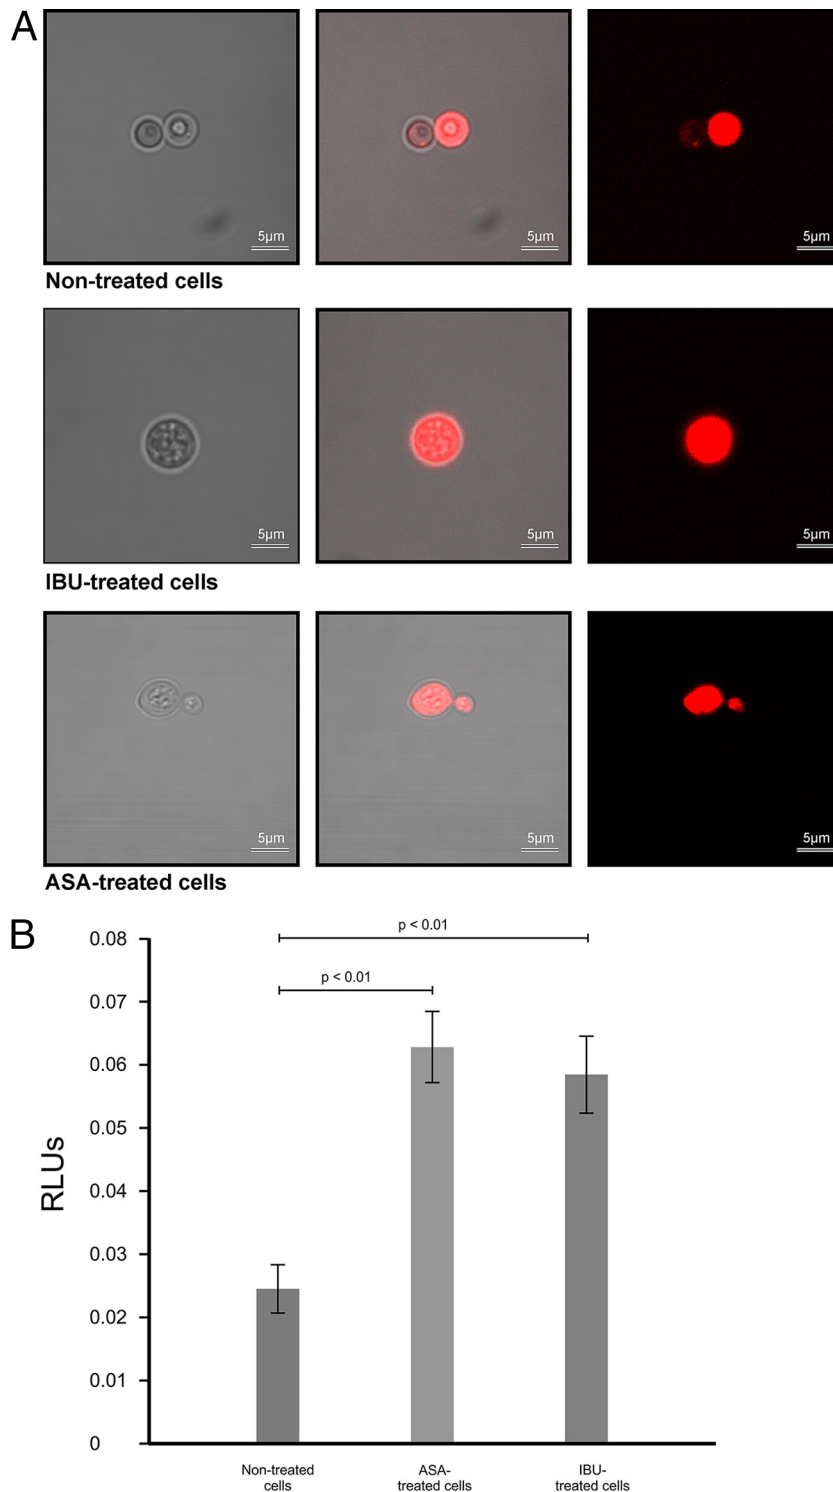 A
5µm
5µm
5µm
Non-treated cells
5µm
5µm
5µm
IBU-treated cells
5µm
5µm
5µm
ASA-treated cells
B
p < 0.01
p < 0.01
0.08
0.07
0.06
0.05
0.04
0.03
0.02
0.01
0
RLUs
Non-treated
cells
ASA-
treated cells
IBU-
treated cells